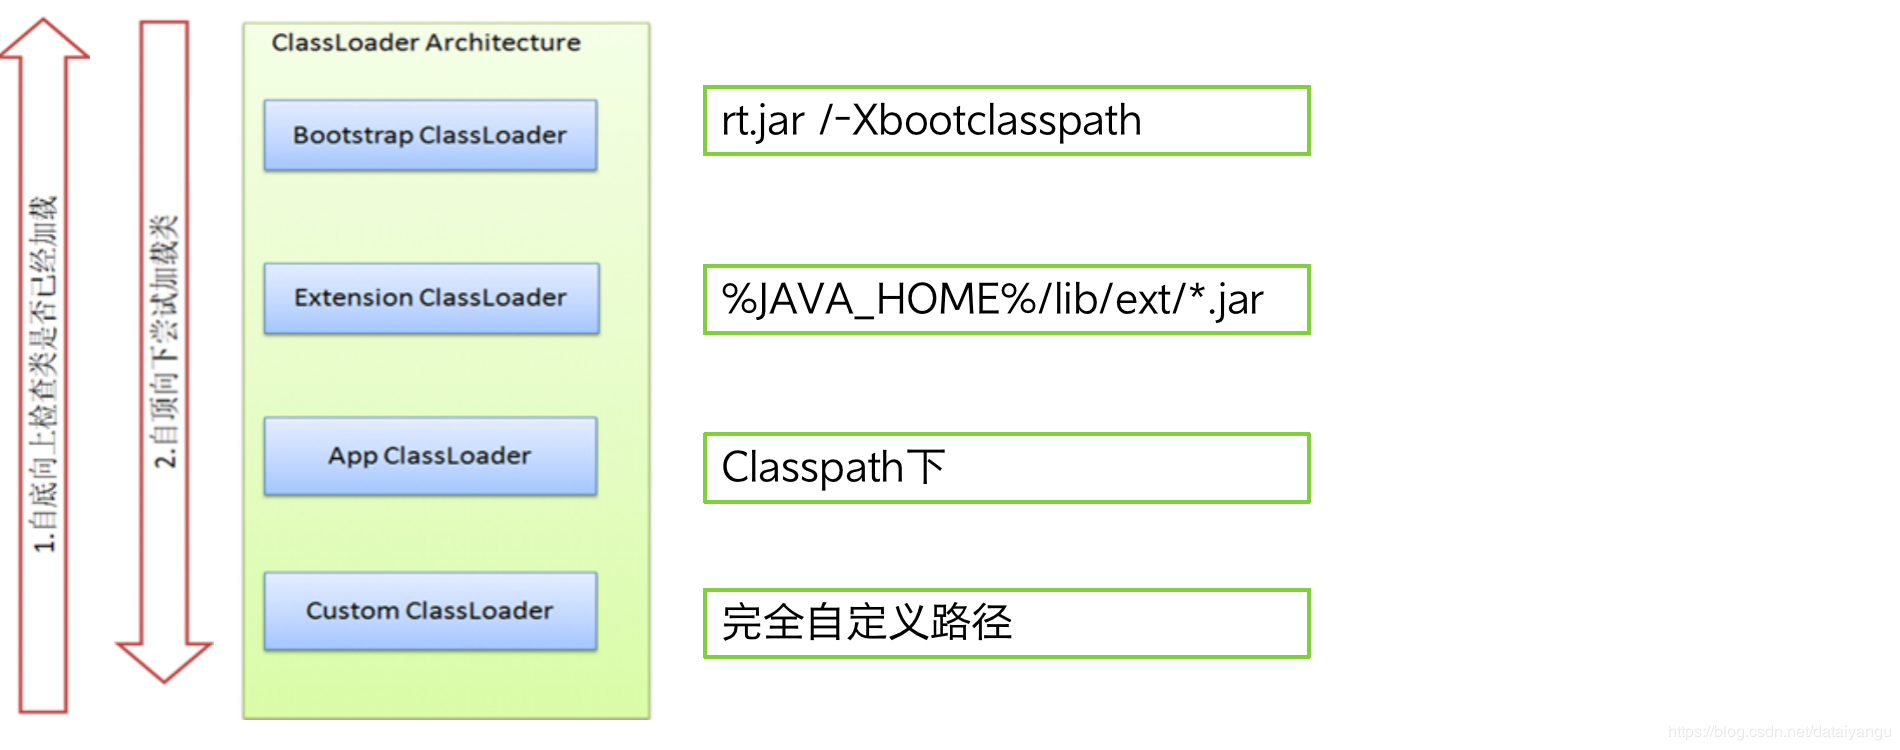 1.自底向上检查类是否已经加载
2.自顶向下尝试加载类
ClassLoader Architecture
Bootstrap ClassLoader
rt.jar /-Xbootclasspath
Extension ClassLoader
%JAVA_HOME%/lib/ext/*.jar
App ClassLoader
Classpath下
Custom ClassLoader
完全自定义路径
https://blog.csdn.net/dataiyangu